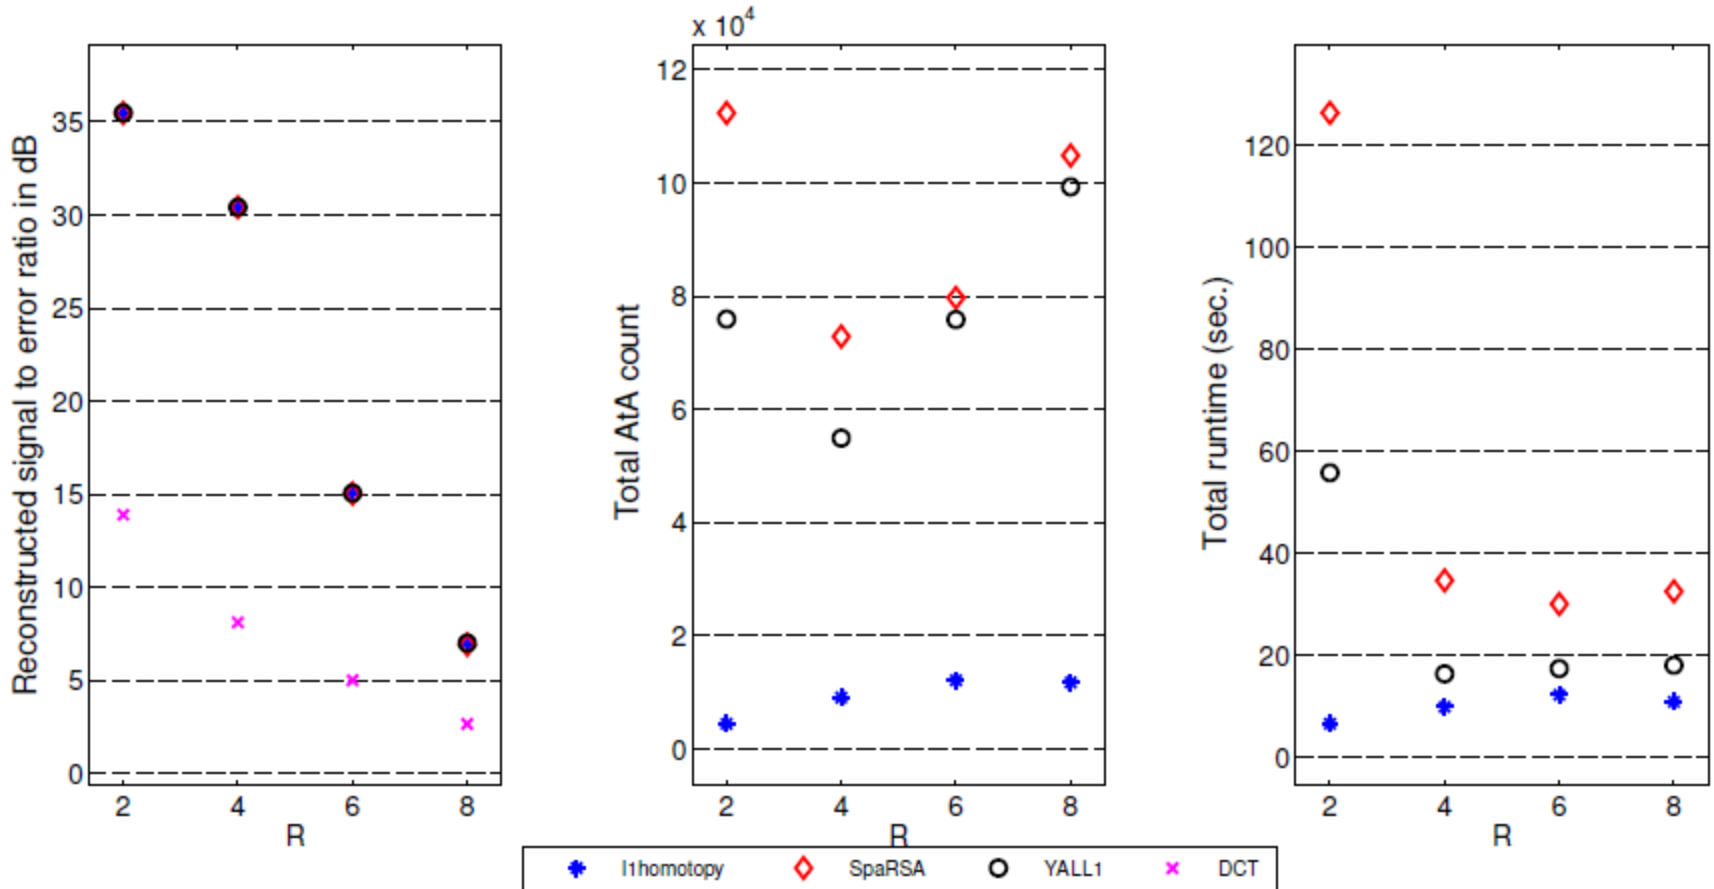 Reconstructed signal to error ratio in dB
35
30
25
20
15
10
5
0
2 4 6 8
R
x 10^4
Total AtA count
12
10
8
6
4
2
0
2 4 6 8
R
Total runtime (sec.)
120
100
80
60
40
20
0
2 4 6 8
R
l1homotopy SpaRSA YALL1 DCT